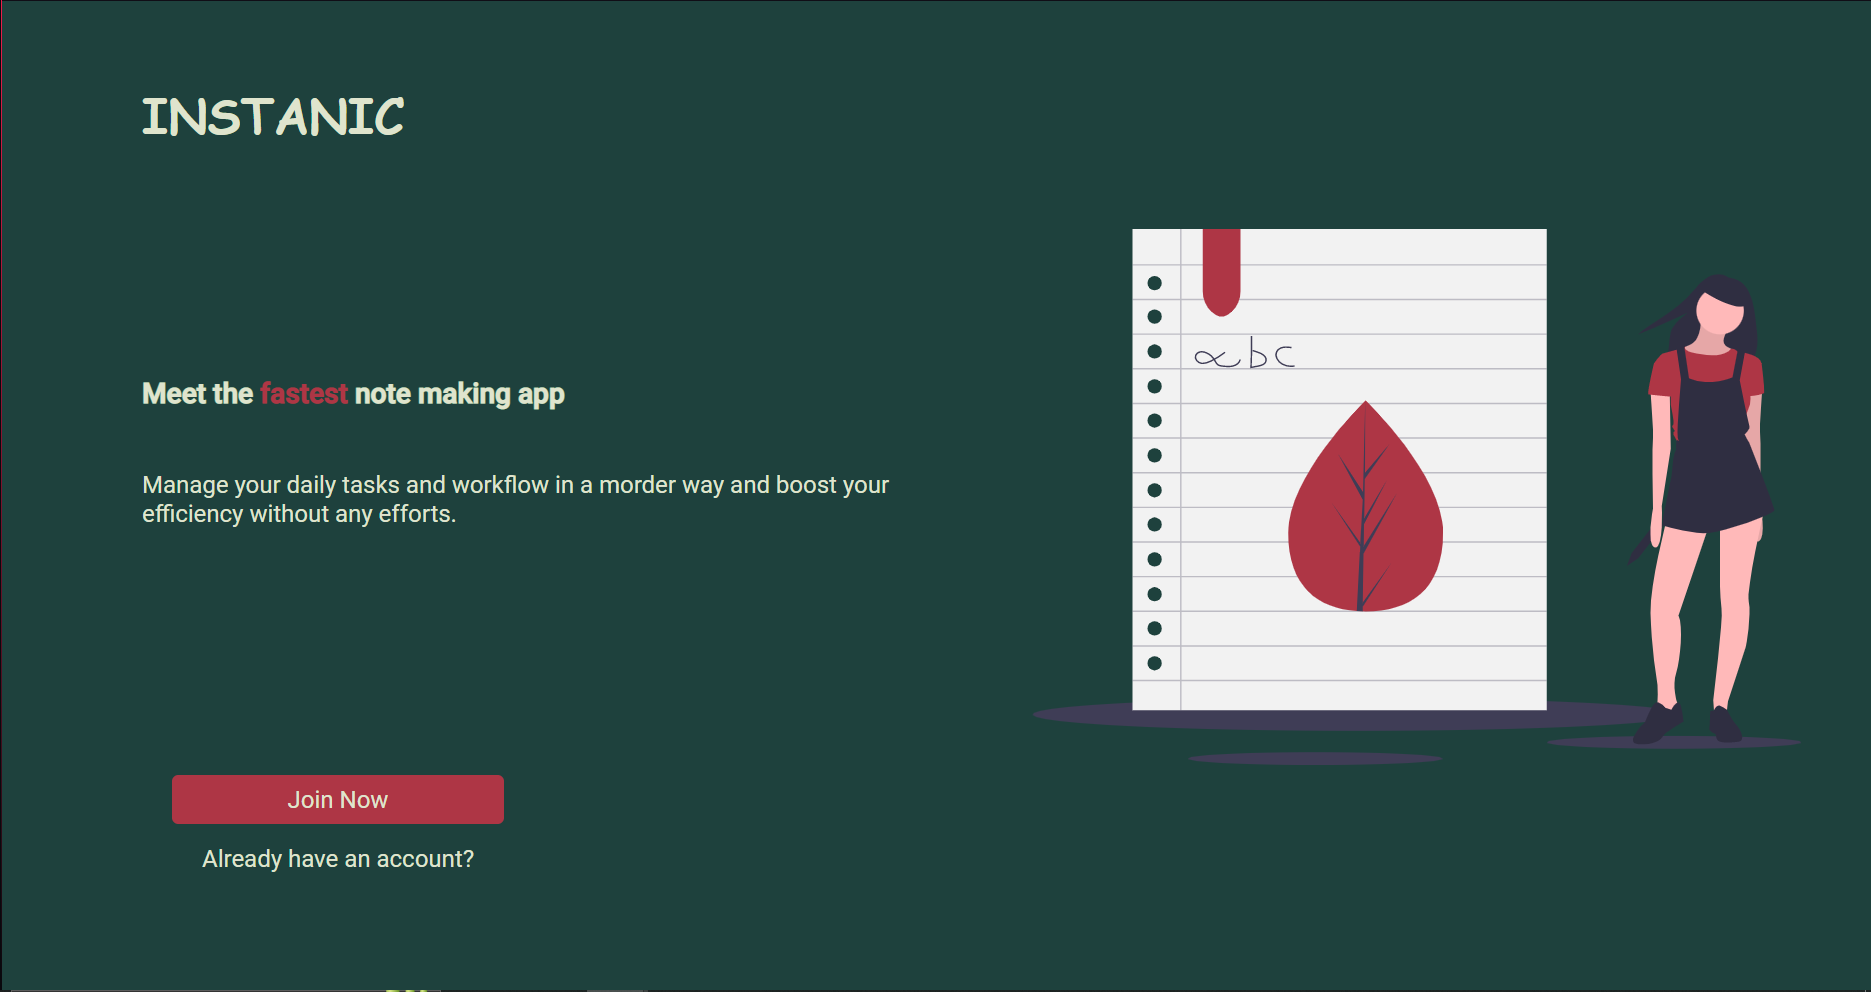 INSTANIC
Meet the fastest note making app
Manage your daily tasks and workflow in a morder way and boost your
efficiency without any efforts.
abc
Join Now
Already have an account?